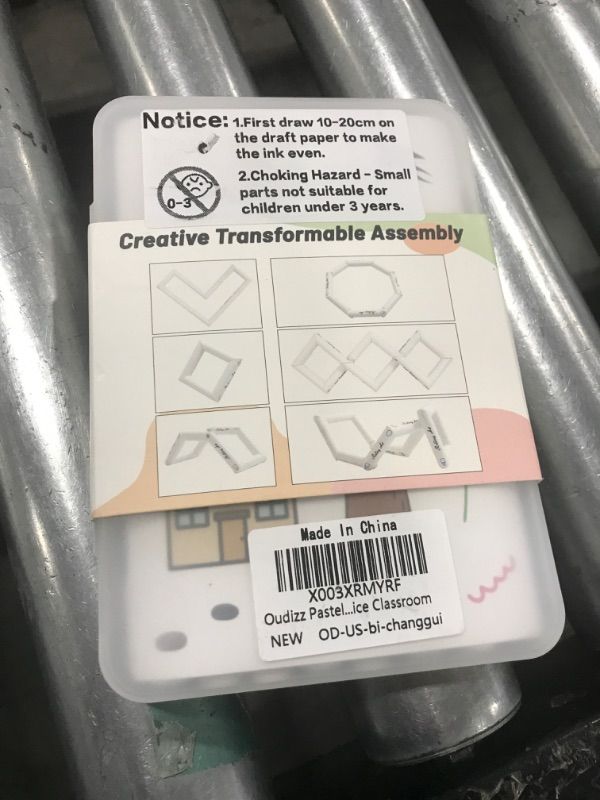 Notice: 1.First draw 10-20cm on
the draft paper to make
the ink even.
2.Choking Hazard - Small
parts not suitable for
children under 3 years.
0-3
Creative Transformable Assembly
Made In China
X003XRMYRF
Oudizz Pastel...ice Classroom
NEW OD-US-bi-changgui